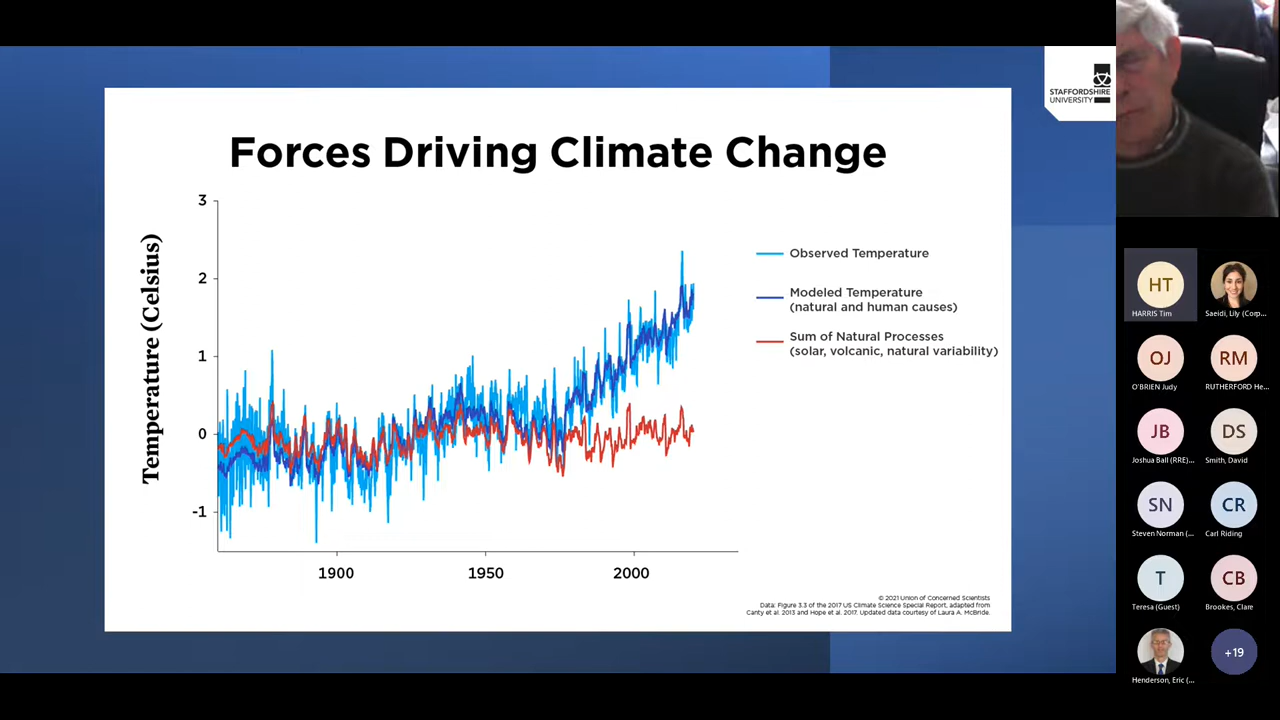 STAFFORDSHIRE
UNIVERSITY
Forces Driving Climate Change
Temperature (Celsius)
3
2
1
0
-1
1900
1950
2000
Observed Temperature
Modeled Temperature
(natural and human causes)
Sum of Natural Processes
(solar, volcanic, natural variability)
© 2021 Union of Concerned Scientists
Data: Figure 3.3 of the 2017 US Climate Science Special Report, adapted from
Canty et al. 2013 and Hope et al. 2017. Updated data courtesy of Laura A. McBride.
HT
HARRIS Tim
Saeidi, Lily (Corp...
OJ
O'BRIEN Judy
RM
RUTHERFORD He...
JB
Joshua Ball (RRE)...
DS
Smith, David
SN
Steven Norman (...
CR
Carl Riding
T
Teresa (Guest)
CB
Brookes, Clare
Henderson, Eric (...
+19